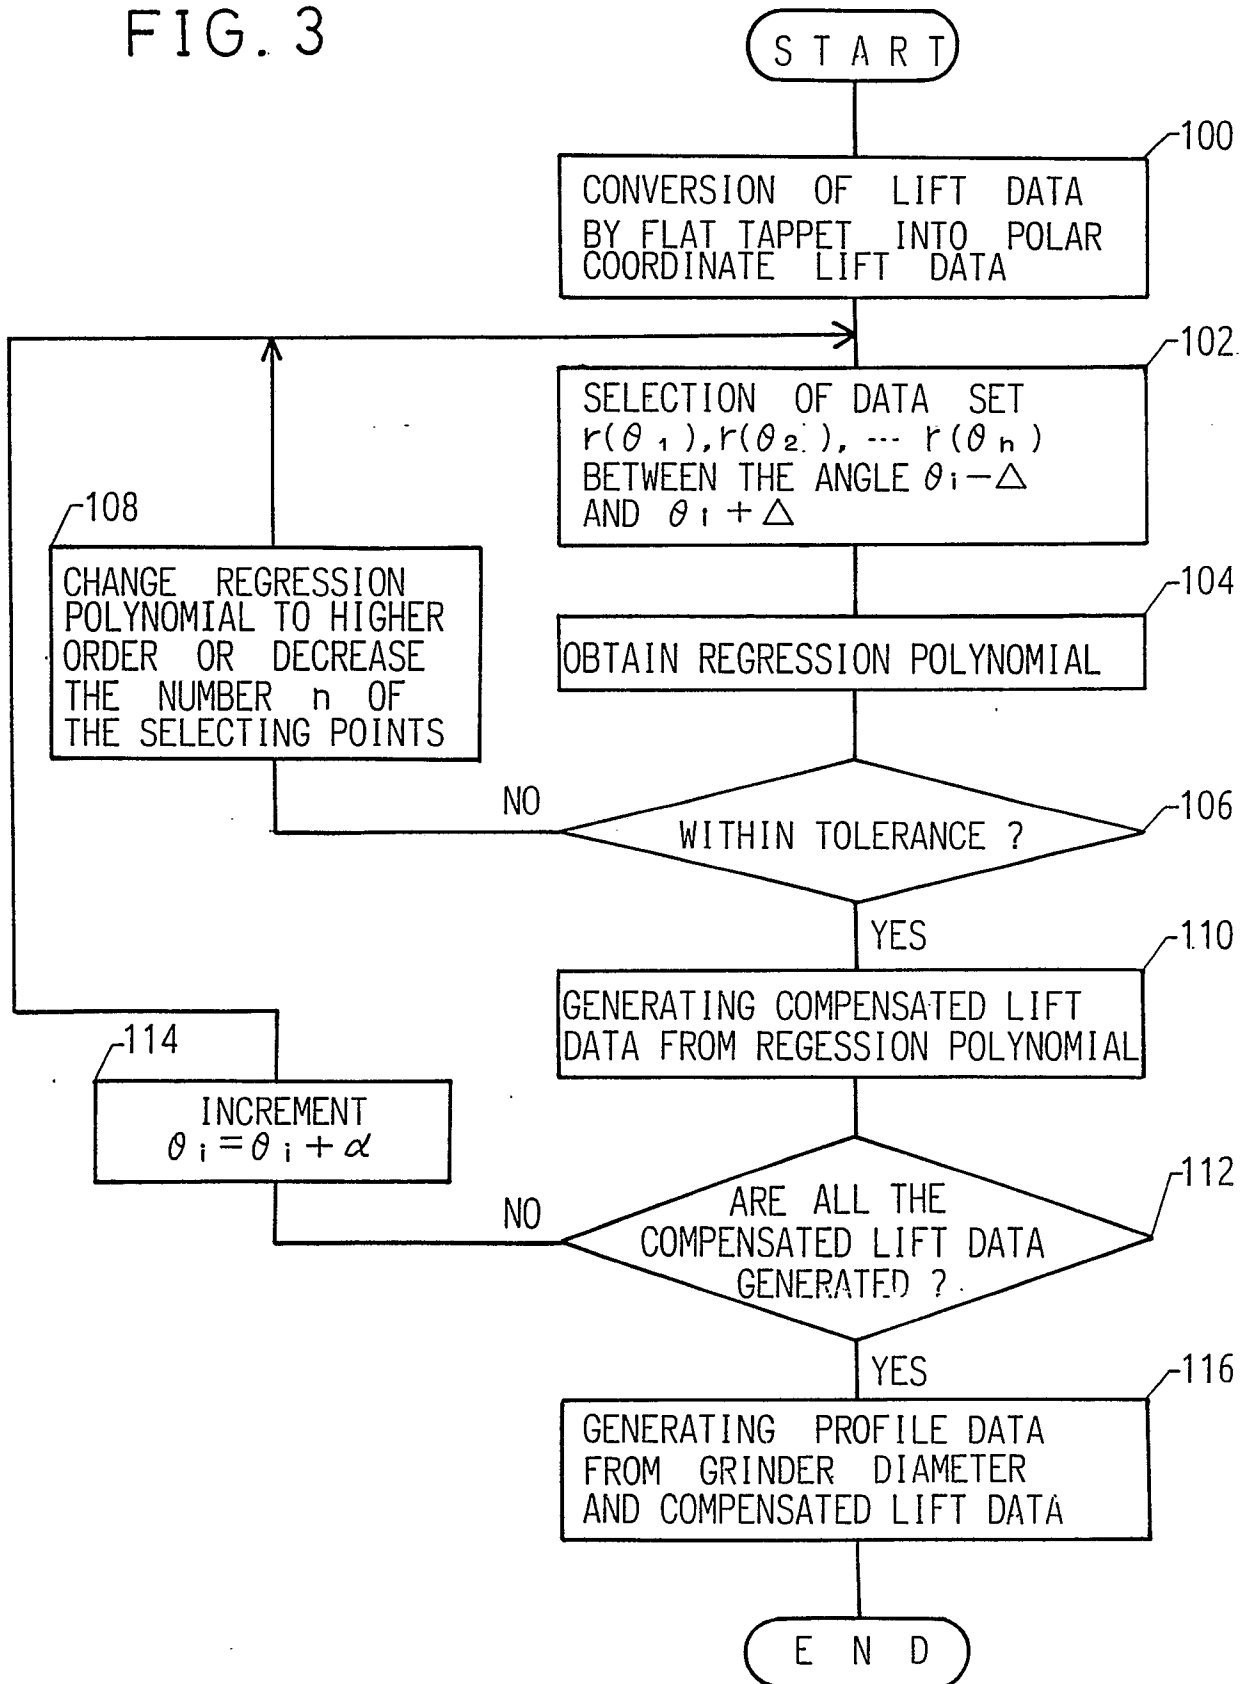 FIG. 3
START
100
CONVERSION OF LIFT DATA
BY FLAT TAPPET INTO POLAR
COORDINATE LIFT DATA
102
SELECTION OF DATA SET
r(θ₁), r(θ₂), ··· r(θₙ)
BETWEEN THE ANGLE θi−△
AND θi+△
108
CHANGE REGRESSION
POLYNOMIAL TO HIGHER
ORDER OR DECREASE
THE NUMBER n OF
THE SELECTING POINTS
104
OBTAIN REGRESSION POLYNOMIAL
NO
106
WITHIN TOLERANCE ?
YES
110
GENERATING COMPENSATED LIFT
DATA FROM REGESSION POLYNOMIAL
114
INCREMENT
θi=θi+α
NO
112
ARE ALL THE
COMPENSATED LIFT DATA
GENERATED ?
YES
116
GENERATING PROFILE DATA
FROM GRINDER DIAMETER
AND COMPENSATED LIFT DATA
END